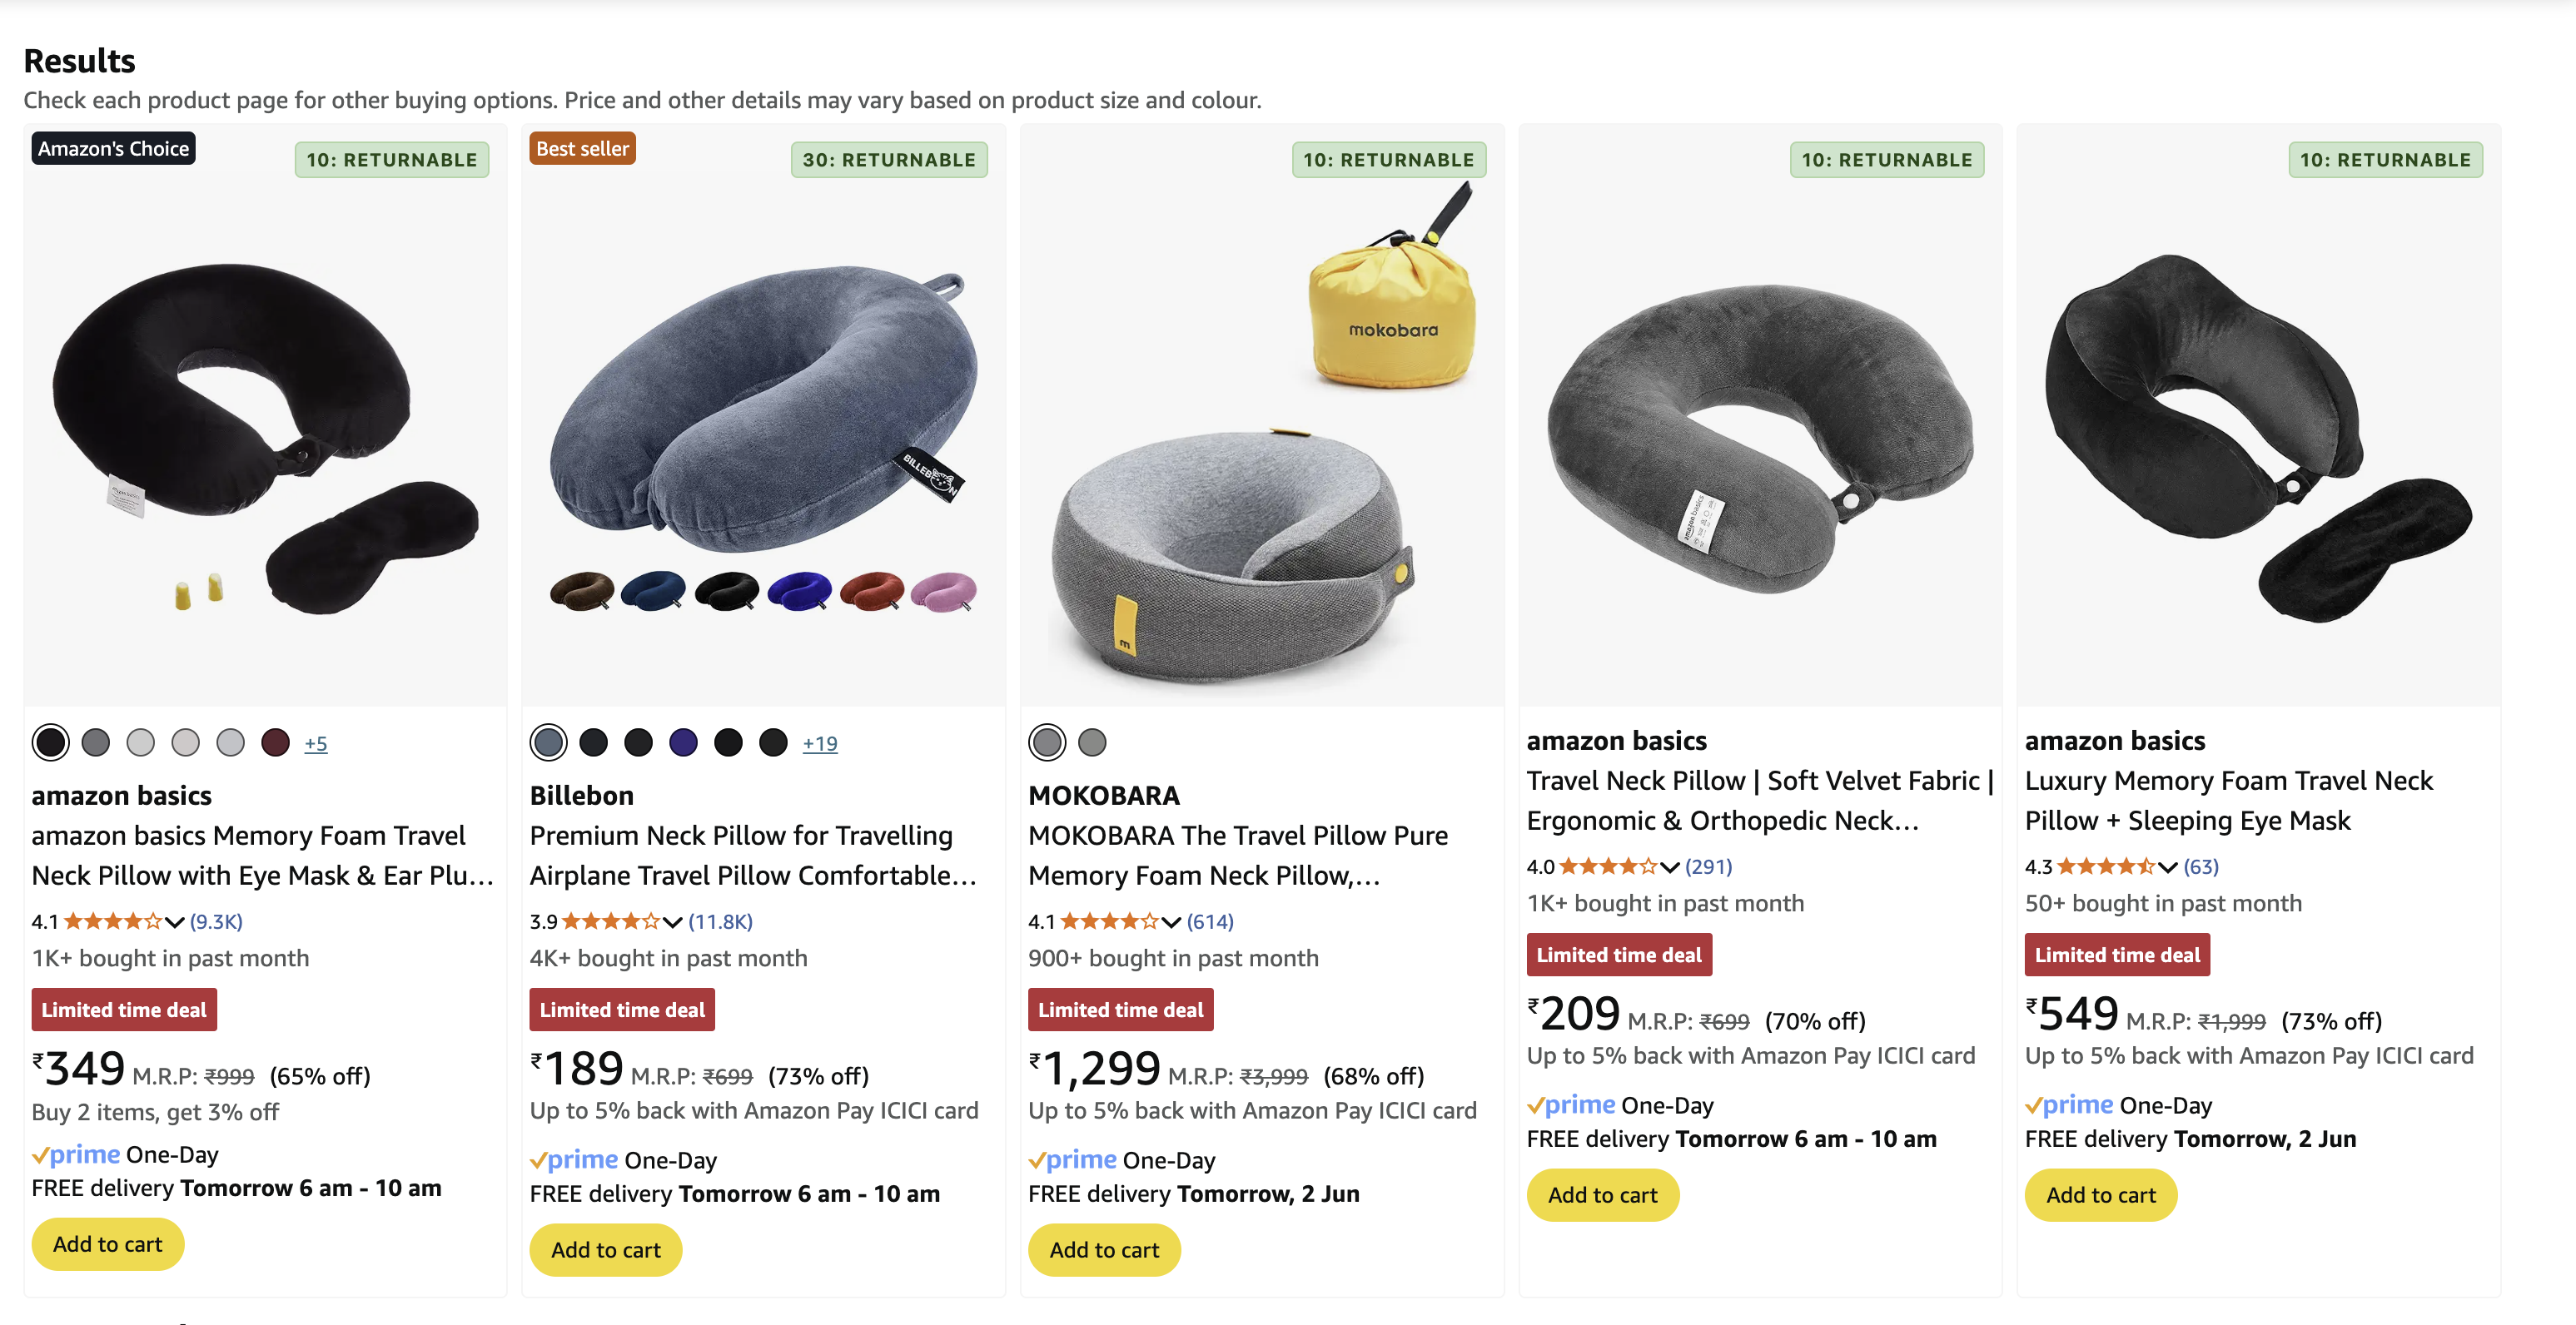 Results
Check each product page for other buying options. Price and other details may vary based on product size and colour.
Amazon's Choice
10: RETURNABLE
amazon basics
+5
amazon basics
amazon basics Memory Foam Travel
Neck Pillow with Eye Mask & Ear Plu...
4.1 (9.3K)
1K+ bought in past month
Limited time deal
₹349 M.R.P: ₹999 (65% off)
Buy 2 items, get 3% off
prime One-Day
FREE delivery Tomorrow 6 am - 10 am
Add to cart
Best seller
30: RETURNABLE
BILLEBON
+19
Billebon
Premium Neck Pillow for Travelling
Airplane Travel Pillow Comfortable...
3.9 (11.8K)
4K+ bought in past month
Limited time deal
₹189 M.R.P: ₹699 (73% off)
Up to 5% back with Amazon Pay ICICI card
prime One-Day
FREE delivery Tomorrow 6 am - 10 am
Add to cart
10: RETURNABLE
mokobara
m
MOKOBARA
MOKOBARA The Travel Pillow Pure
Memory Foam Neck Pillow,...
4.1 (614)
900+ bought in past month
Limited time deal
₹1,299 M.R.P: ₹3,999 (68% off)
Up to 5% back with Amazon Pay ICICI card
prime One-Day
FREE delivery Tomorrow, 2 Jun
Add to cart
10: RETURNABLE
amazon basics
amazon basics
Travel Neck Pillow | Soft Velvet Fabric |
Ergonomic & Orthopedic Neck...
4.0 (291)
1K+ bought in past month
Limited time deal
₹209 M.R.P: ₹699 (70% off)
Up to 5% back with Amazon Pay ICICI card
prime One-Day
FREE delivery Tomorrow 6 am - 10 am
Add to cart
10: RETURNABLE
amazon basics
Luxury Memory Foam Travel Neck
Pillow + Sleeping Eye Mask
4.3 (63)
50+ bought in past month
Limited time deal
₹549 M.R.P: ₹1,999 (73% off)
Up to 5% back with Amazon Pay ICICI card
prime One-Day
FREE delivery Tomorrow, 2 Jun
Add to cart